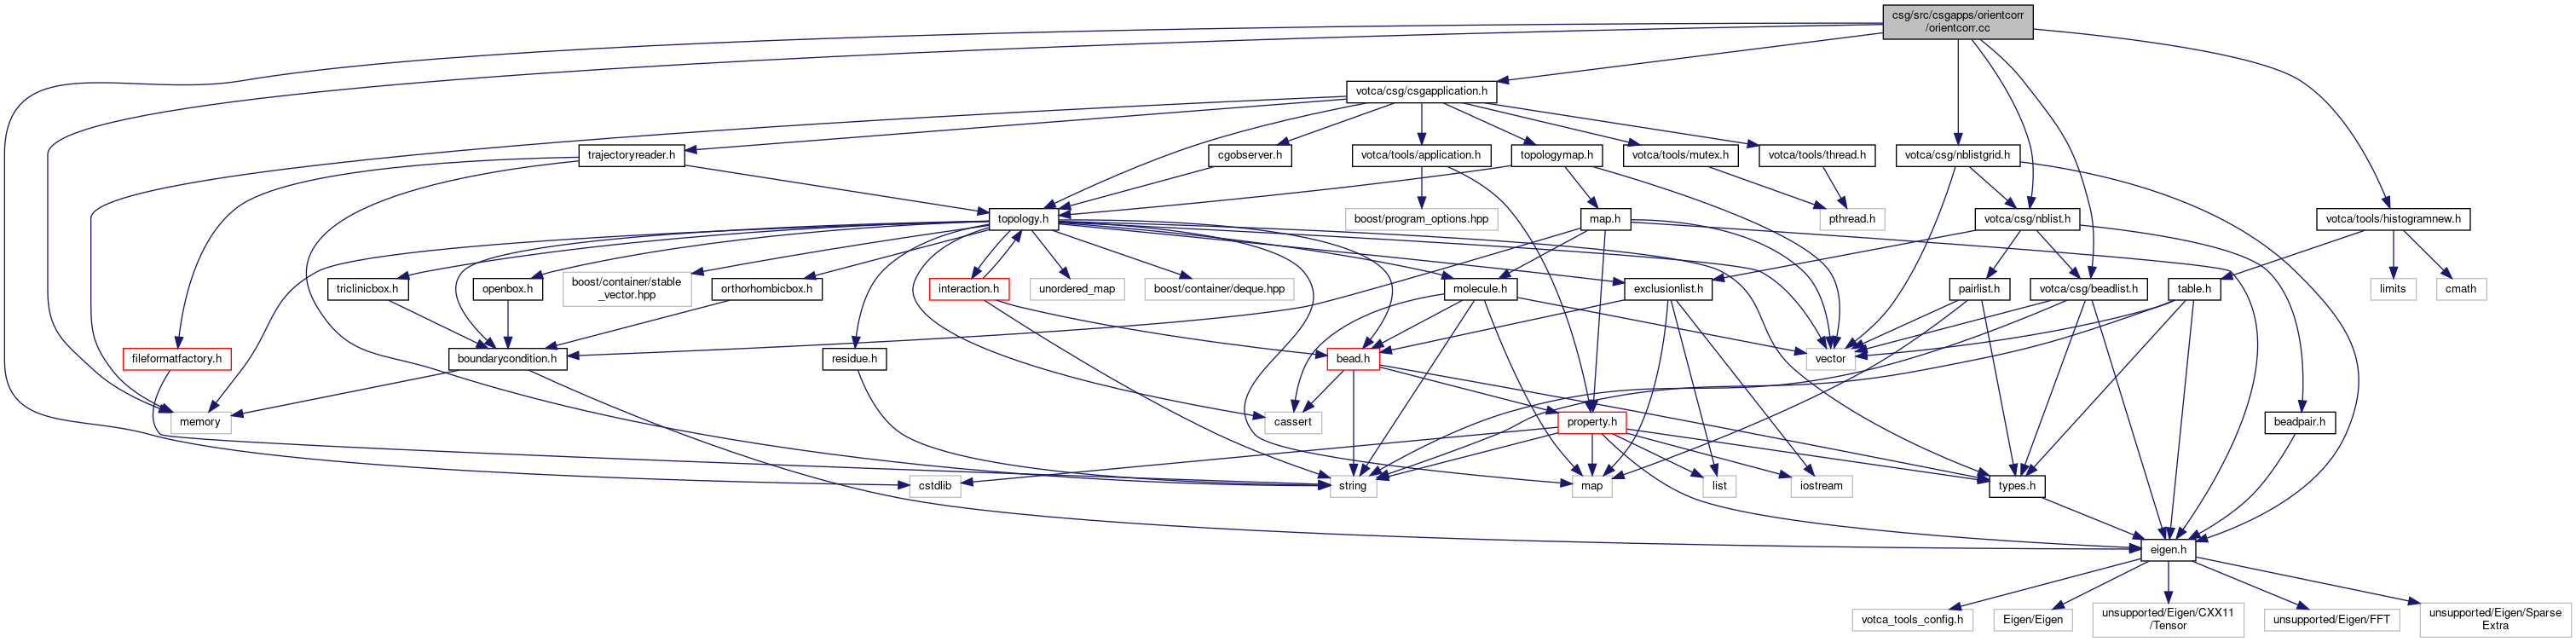 csg/src/csgapps/orientcorr
/orientcorr.cc
votca/csg/csgapplication.h
trajectoryreader.h
cgobserver.h
votca/tools/application.h
topologymap.h
votca/tools/mutex.h
votca/tools/thread.h
votca/csg/nblistgrid.h
topology.h
boost/program_options.hpp
map.h
pthread.h
votca/csg/nblist.h
votca/tools/histogramnew.h
triclinicbox.h
openbox.h
boost/container/stable
_vector.hpp
orthorhombicbox.h
interaction.h
unordered_map
boost/container/deque.hpp
molecule.h
exclusionlist.h
pairlist.h
votca/csg/beadlist.h
table.h
limits
cmath
fileformatfactory.h
boundarycondition.h
residue.h
bead.h
vector
memory
cassert
property.h
beadpair.h
cstdlib
string
map
list
iostream
types.h
eigen.h
votca_tools_config.h
Eigen/Eigen
unsupported/Eigen/CXX11
/Tensor
unsupported/Eigen/FFT
unsupported/Eigen/Sparse
Extra